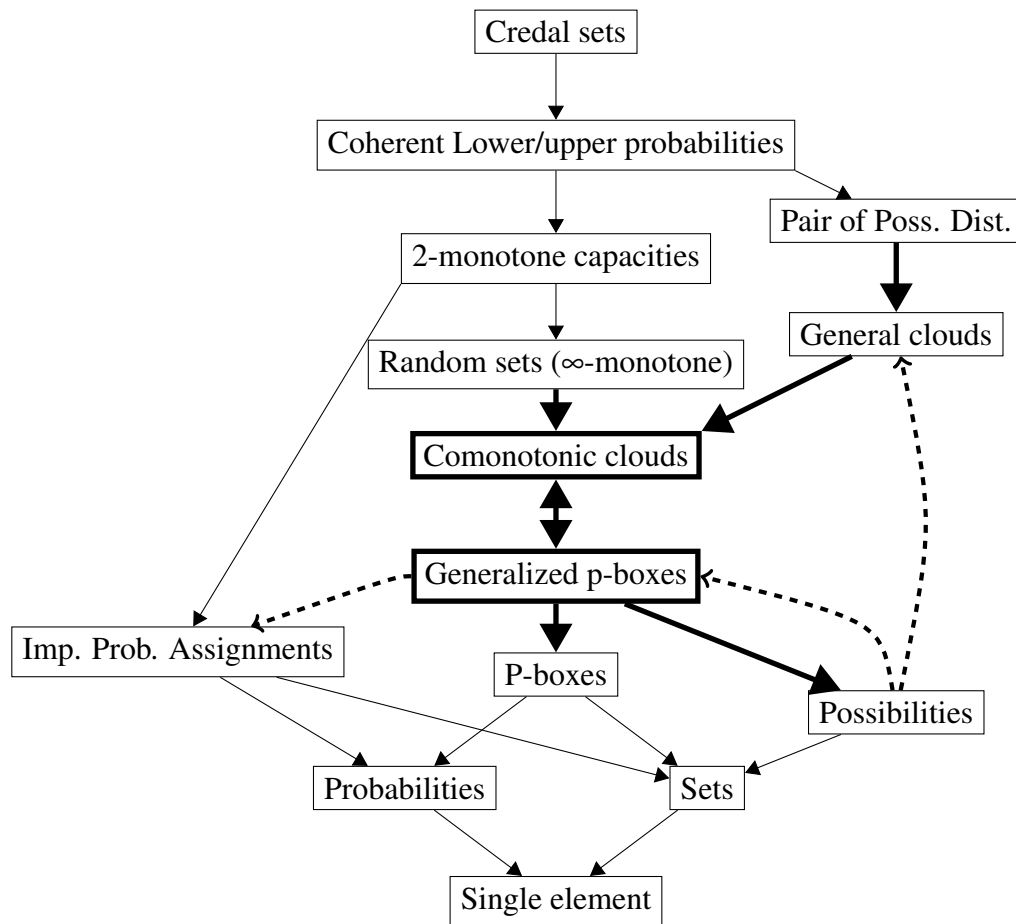 Credal sets
Coherent Lower/upper probabilities
Pair of Poss. Dist.
2-monotone capacities
General clouds
Random sets (∞-monotone)
Comonotonic clouds
Generalized p-boxes
Imp. Prob. Assignments
P-boxes
Possibilities
Probabilities
Sets
Single element